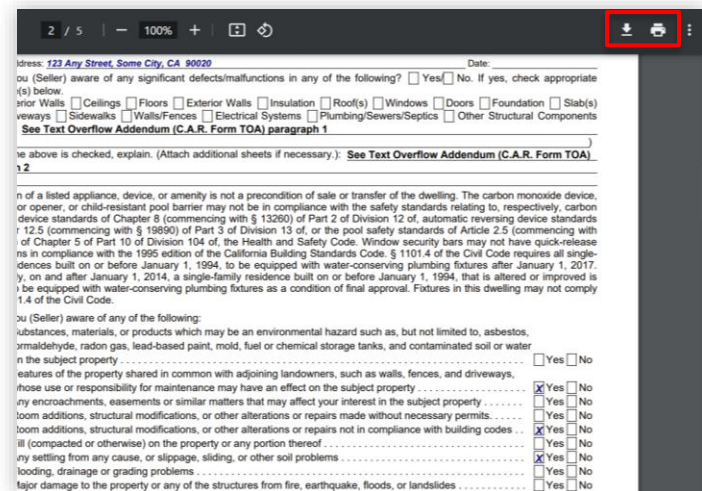 2 / 5 | — 100% +
ddress: 123 Any Street, Some City, CA 90020 Date:
ou (Seller) aware of any significant defects/malfunctions in any of the following? Yes/ No. If yes, check appropriate
(s) below.
erior Walls Ceilings Floors Exterior Walls Insulation Roof(s) Windows Doors Foundation Slab(s)
veways Sidewalks Walls/Fences Electrical Systems Plumbing/Sewers/Septics Other Structural Components
See Text Overflow Addendum (C.A.R. Form TOA) paragraph 1
)
he above is checked, explain. (Attach additional sheets if necessary.): See Text Overflow Addendum (C.A.R. Form TOA)
n 2
n of a listed appliance, device, or amenity is not a precondition of sale or transfer of the dwelling. The carbon monoxide device,
or opener, or child-resistant pool barrier may not be in compliance with the safety standards relating to, respectively, carbon
device standards of Chapter 8 (commencing with § 13260) of Part 2 of Division 12 of, automatic reversing device standards
r 12.5 (commencing with § 19890) of Part 3 of Division 13 of, or the pool safety standards of Article 2.5 (commencing with
of Chapter 5 of Part 10 of Division 104 of, the Health and Safety Code. Window security bars may not have quick-release
ms in compliance with the 1995 edition of the California Building Standards Code. § 1101.4 of the Civil Code requires all single-
idences built on or before January 1, 1994, to be equipped with water-conserving plumbing fixtures after January 1, 2017.
y, on and after January 1, 2014, a single-family residence built on or before January 1, 1994, that is altered or improved is
o be equipped with water-conserving plumbing fixtures as a condition of final approval. Fixtures in this dwelling may not comply
1.4 of the Civil Code.
ou (Seller) aware of any of the following:
Substances, materials, or products which may be an environmental hazard such as, but not limited to, asbestos,
ormaldehyde, radon gas, lead-based paint, mold, fuel or chemical storage tanks, and contaminated soil or water
n the subject property . . . . . Yes No
eatures of the property shared in common with adjoining landowners, such as walls, fences, and driveways,
whose use or responsibility for maintenance may have an effect on the subject property . . . . . X Yes No
Any encroachments, easements or similar matters that may affect your interest in the subject property . . . . . Yes No
Room additions, structural modifications, or other alterations or repairs made without necessary permits. . . . . Yes No
Room additions, structural modifications, or other alterations or repairs not in compliance with building codes . . X Yes No
ill (compacted or otherwise) on the property or any portion thereof . . . . . Yes No
Any settling from any cause, or slippage, sliding, or other soil problems . . . . . X Yes No
looding, drainage or grading problems . . . . . Yes No
Major damage to the property or any of the structures from fire, earthquake, floods, or landslides . . . . . Yes No